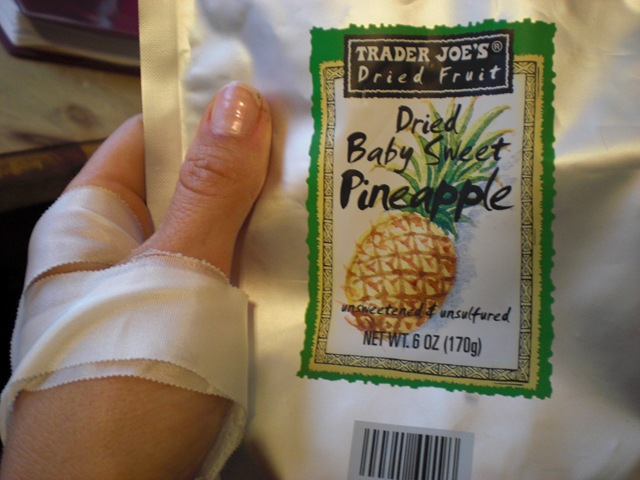 TRADER JOE'S®
Dried Fruit
Dried
Baby Sweet
Pineapple
unsweetened & unsulfured
NET WT. 6 OZ (170g)